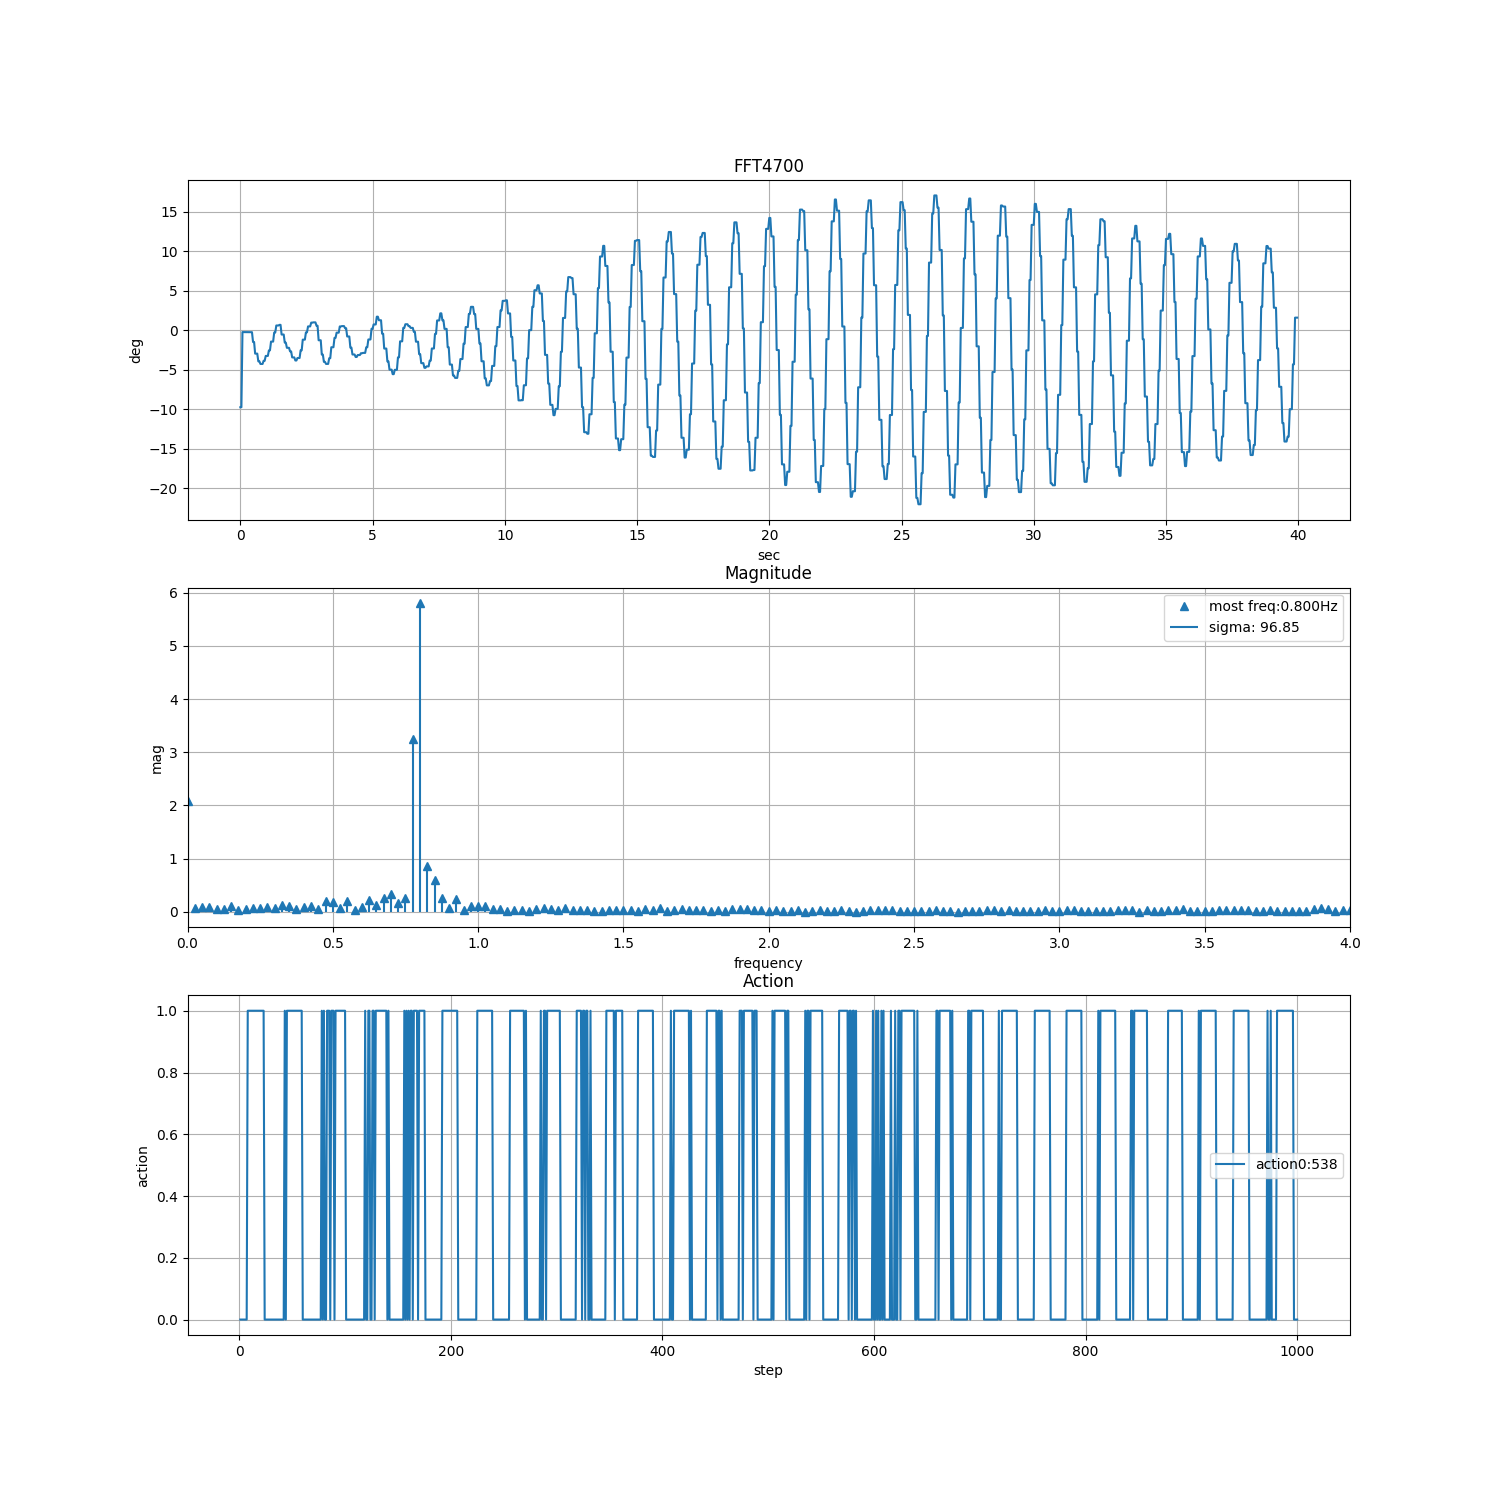 FFT4700
15
10
5
0
−5
−10
−15
−20
deg
0 5 10 15 20 25 30 35 40
sec
Magnitude
6
5
4
3
2
1
0
mag
most freq:0.800Hz
sigma: 96.85
0.0 0.5 1.0 1.5 2.0 2.5 3.0 3.5 4.0
frequency
Action
1.0
0.8
0.6
0.4
0.2
0.0
action
action0:538
0 200 400 600 800 1000
step